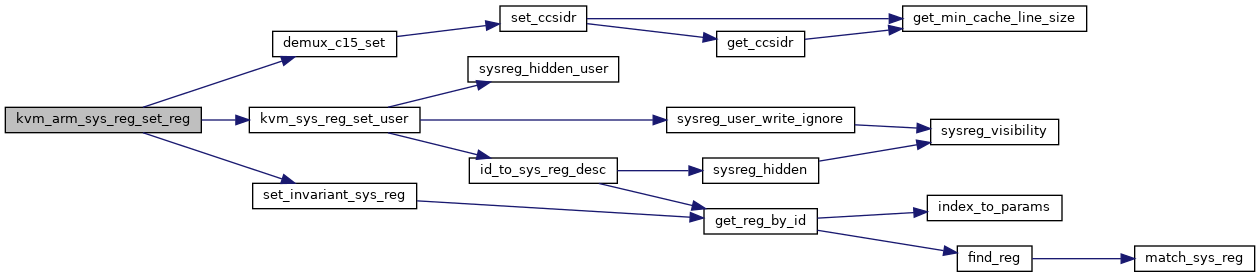 set_ccsidr
get_min_cache_line_size
demux_c15_set
get_ccsidr
sysreg_hidden_user
kvm_arm_sys_reg_set_reg
kvm_sys_reg_set_user
sysreg_user_write_ignore
sysreg_visibility
id_to_sys_reg_desc
sysreg_hidden
set_invariant_sys_reg
get_reg_by_id
index_to_params
find_reg
match_sys_reg